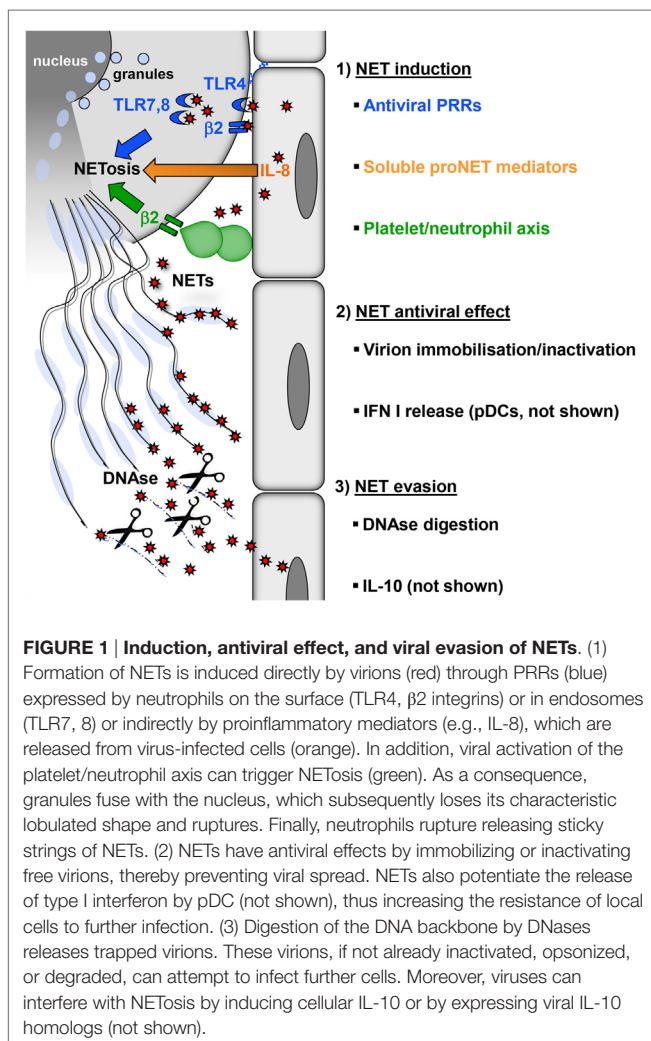 nucleus
granules
TLR4
TLR7,8
β2
NETosis
IL-8
β2
NETs
DNAse
1) NET induction
▪ Antiviral PRRs
▪ Soluble proNET mediators
▪ Platelet/neutrophil axis
2) NET antiviral effect
▪ Virion immobilisation/inactivation
▪ IFN I release (pDCs, not shown)
3) NET evasion
▪ DNAse digestion
▪ IL-10 (not shown)
FIGURE 1 | Induction, antiviral effect, and viral evasion of NETs. (1)
Formation of NETs is induced directly by virions (red) through PRRs (blue)
expressed by neutrophils on the surface (TLR4, β2 integrins) or in endosomes
(TLR7, 8) or indirectly by proinflammatory mediators (e.g., IL-8), which are
released from virus-infected cells (orange). In addition, viral activation of the
platelet/neutrophil axis can trigger NETosis (green). As a consequence,
granules fuse with the nucleus, which subsequently loses its characteristic
lobulated shape and ruptures. Finally, neutrophils rupture releasing sticky
strings of NETs. (2) NETs have antiviral effects by immobilizing or inactivating
free virions, thereby preventing viral spread. NETs also potentiate the release
of type I interferon by pDC (not shown), thus increasing the resistance of local
cells to further infection. (3) Digestion of the DNA backbone by DNases
releases trapped virions. These virions, if not already inactivated, opsonized,
or degraded, can attempt to infect further cells. Moreover, viruses can
interfere with NETosis by inducing cellular IL-10 or by expressing viral IL-10
homologs (not shown).